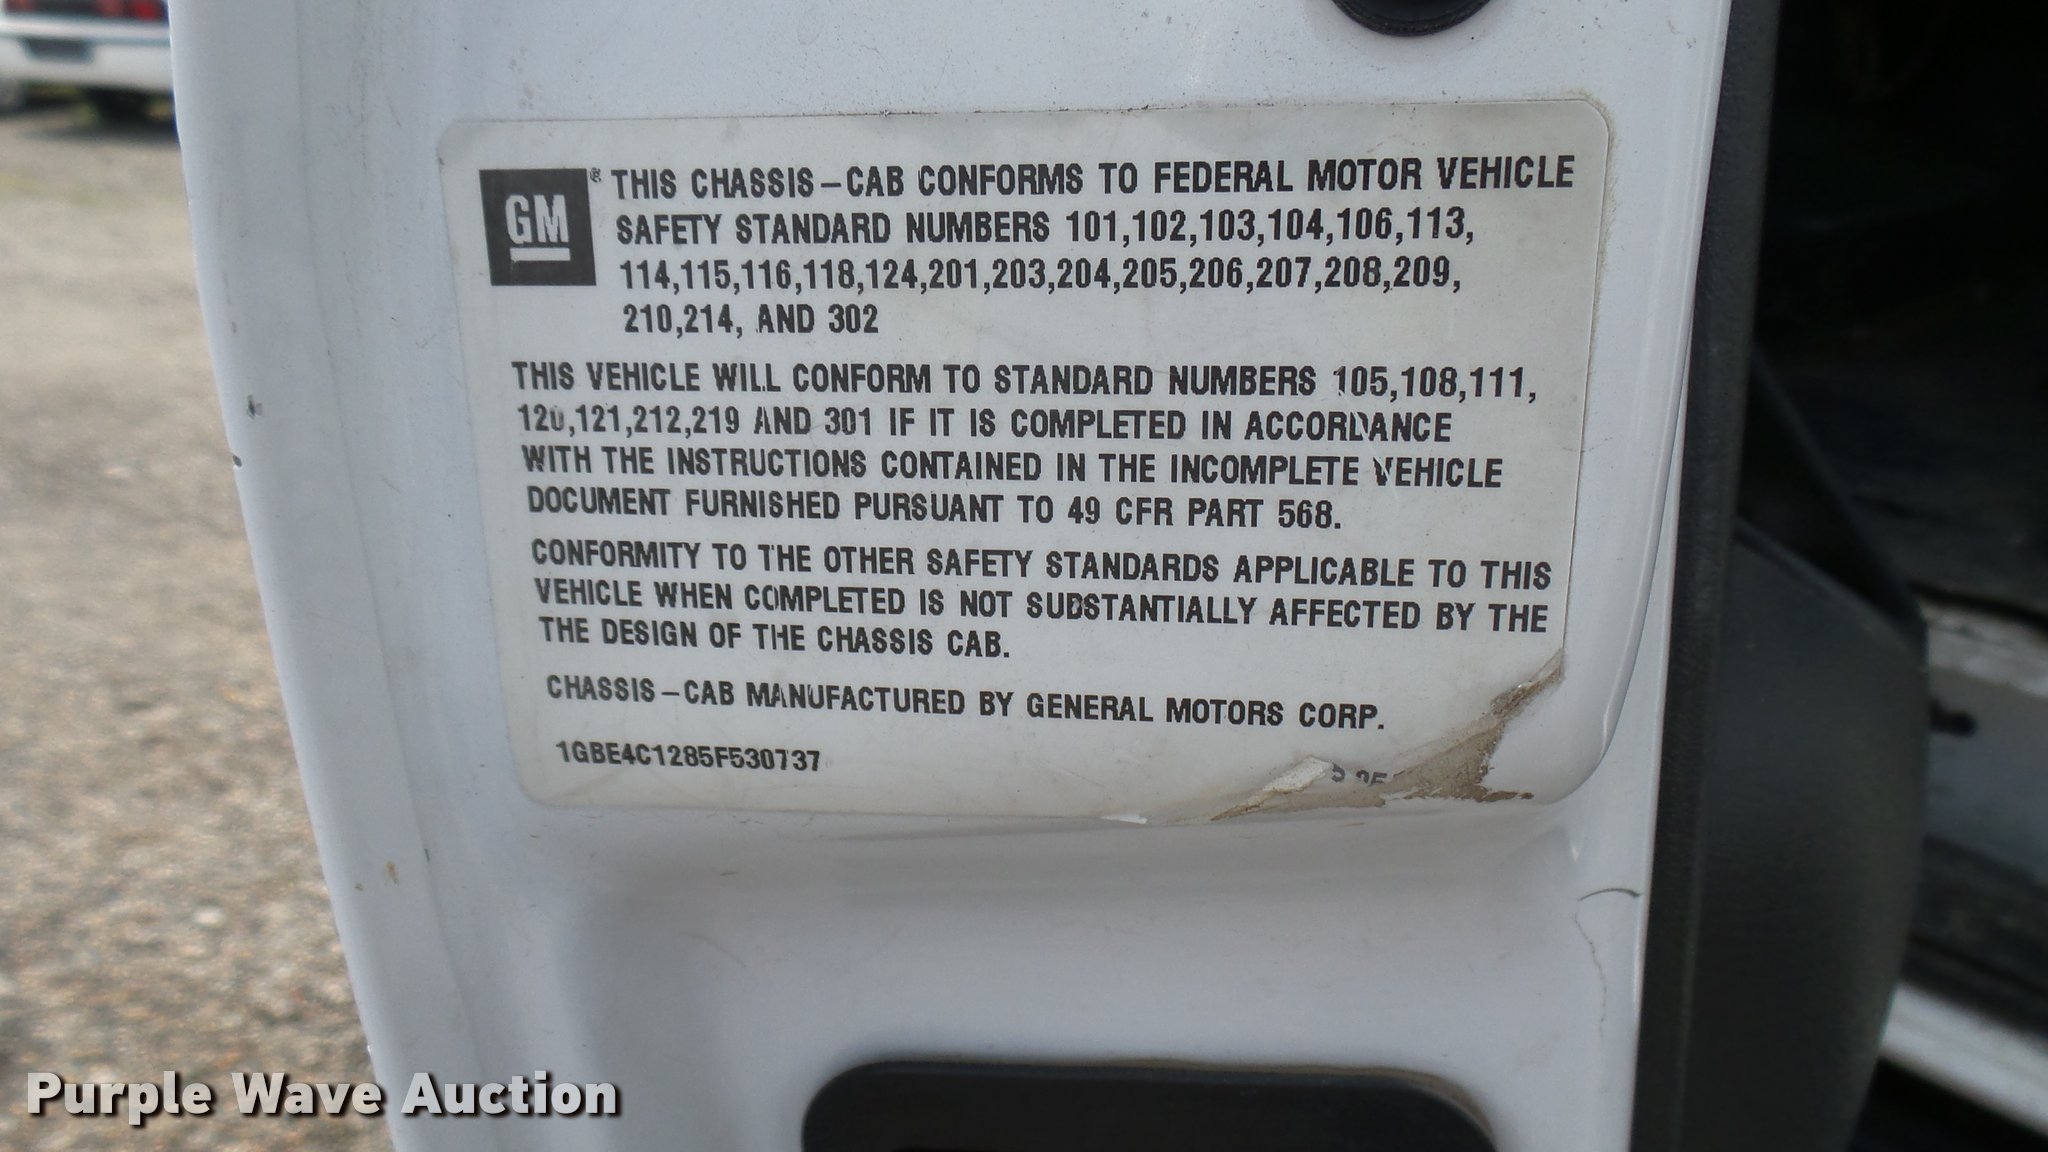 GM® THIS CHASSIS-CAB CONFORMS TO FEDERAL MOTOR VEHICLE
SAFETY STANDARD NUMBERS 101,102,103,104,106,113,
114,115,116,118,124,201,203,204,205,206,207,208,209,
210,214, AND 302
THIS VEHICLE WILL CONFORM TO STANDARD NUMBERS 105,108,111,
120,121,212,219 AND 301 IF IT IS COMPLETED IN ACCORDANCE
WITH THE INSTRUCTIONS CONTAINED IN THE INCOMPLETE VEHICLE
DOCUMENT FURNISHED PURSUANT TO 49 CFR PART 568.
CONFORMITY TO THE OTHER SAFETY STANDARDS APPLICABLE TO THIS
VEHICLE WHEN COMPLETED IS NOT SUBSTANTIALLY AFFECTED BY THE
THE DESIGN OF THE CHASSIS CAB.
CHASSIS-CAB MANUFACTURED BY GENERAL MOTORS CORP.
1GBE4C1285F530737
Purple Wave Auction